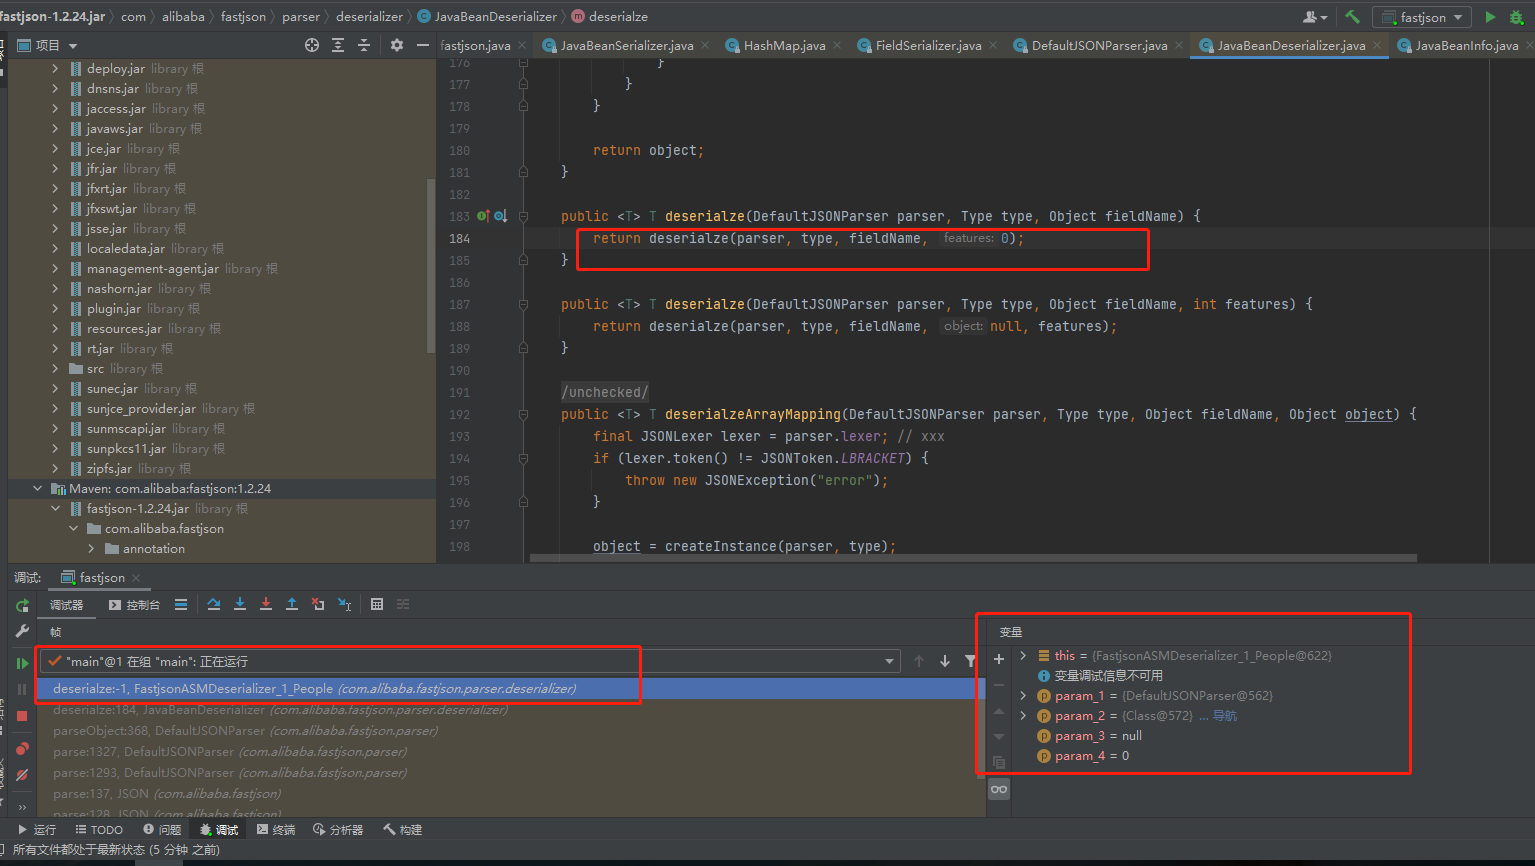 fastjson-1.2.24.jar com alibaba fastjson parser deserializer JavaBeanDeserializer deserialze
fastjson
项目
fastjson.java JavaBeanSerializer.java HashMap.java FieldSerializer.java DefaultJSONParser.java JavaBeanDeserializer.java JavaBeanInfo.java
deploy.jar library 根
dnsns.jar library 根
jaccess.jar library 根
javaws.jar library 根
jce.jar library 根
jfr.jar library 根
jfxrt.jar library 根
jfxswt.jar library 根
jsse.jar library 根
localedata.jar library 根
management-agent.jar library 根
nashorn.jar library 根
plugin.jar library 根
resources.jar library 根
rt.jar library 根
src library 根
sunec.jar library 根
sunjce_provider.jar library 根
sunmscapi.jar library 根
sunpkcs11.jar library 根
zipfs.jar library 根
Maven: com.alibaba:fastjson:1.2.24
fastjson-1.2.24.jar library 根
com.alibaba.fastjson
annotation
176 }
177 }
178 }
179
180 return object;
181 }
182
183 public <T> T deserialze(DefaultJSONParser parser, Type type, Object fieldName) {
184 return deserialze(parser, type, fieldName, features: 0);
185 }
186
187 public <T> T deserialze(DefaultJSONParser parser, Type type, Object fieldName, int features) {
188 return deserialze(parser, type, fieldName, object: null, features);
189 }
190
191 /unchecked/
192 public <T> T deserialzeArrayMapping(DefaultJSONParser parser, Type type, Object fieldName, Object object) {
193 final JSONLexer lexer = parser.lexer; // xxx
194 if (lexer.token() != JSONToken.LBRACKET) {
195 throw new JSONException("error");
196 }
197
198 object = createInstance(parser, type);
调试: fastjson
调试器 控制台
帧
"main"@1 在组 "main": 正在运行
deserialze:-1, FastjsonASMDeserializer_1_People (com.alibaba.fastjson.parser.deserializer)
deserialze:184, JavaBeanDeserializer (com.alibaba.fastjson.parser.deserializer)
parseObject:368, DefaultJSONParser (com.alibaba.fastjson.parser)
parse:1327, DefaultJSONParser (com.alibaba.fastjson.parser)
parse:1293, DefaultJSONParser (com.alibaba.fastjson.parser)
parse:137, JSON (com.alibaba.fastjson)
parse:128, JSON (com.alibaba.fastjson)
变量
this = {FastjsonASMDeserializer_1_People@622}
变量调试信息不可用
param_1 = {DefaultJSONParser@562}
param_2 = {Class@572} ... 导航
param_3 = null
param_4 = 0
运行 TODO 问题 调试 终端 分析器 构建
所有文件都处于最新状态 (5 分钟 之前)